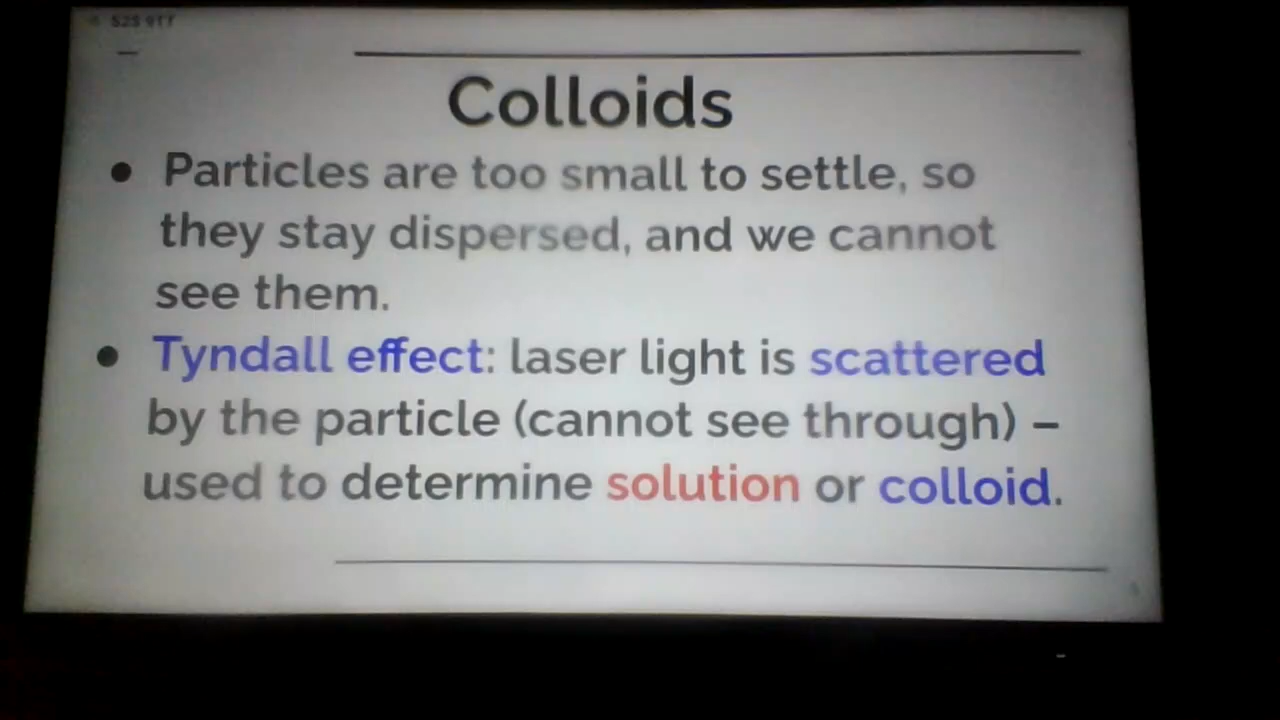 Colloids
● Particles are too small to settle, so
they stay dispersed, and we cannot
see them.
● Tyndall effect: laser light is scattered
by the particle (cannot see through) –
used to determine solution or colloid.